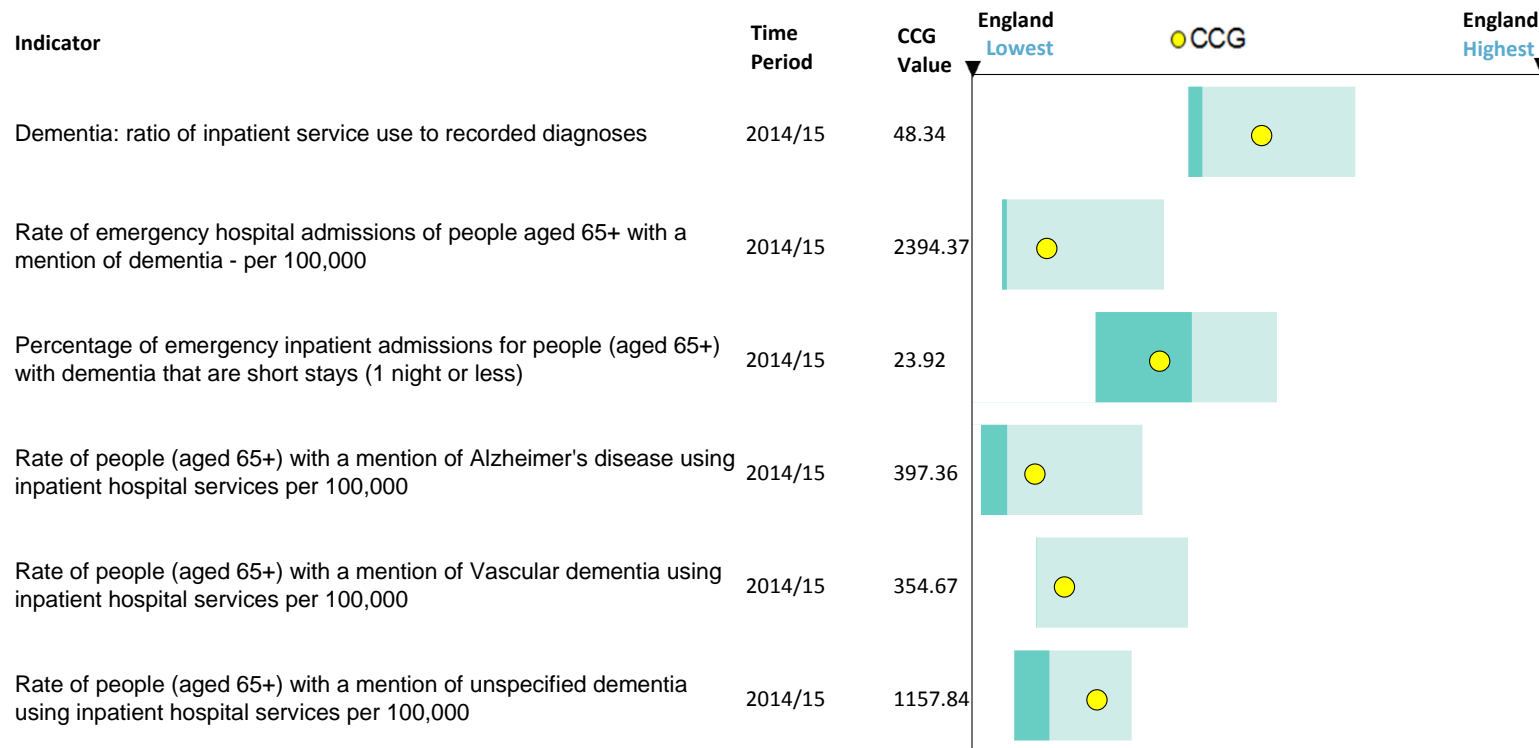 Indicator
Time
Period
CCG
Value
England
Lowest
CCG
England
Highest
Dementia: ratio of inpatient service use to recorded diagnoses
2014/15
48.34
Rate of emergency hospital admissions of people aged 65+ with a
mention of dementia - per 100,000
2014/15
2394.37
Percentage of emergency inpatient admissions for people (aged 65+)
with dementia that are short stays (1 night or less)
2014/15
23.92
Rate of people (aged 65+) with a mention of Alzheimer's disease using
inpatient hospital services per 100,000
2014/15
397.36
Rate of people (aged 65+) with a mention of Vascular dementia using
inpatient hospital services per 100,000
2014/15
354.67
Rate of people (aged 65+) with a mention of unspecified dementia
using inpatient hospital services per 100,000
2014/15
1157.84